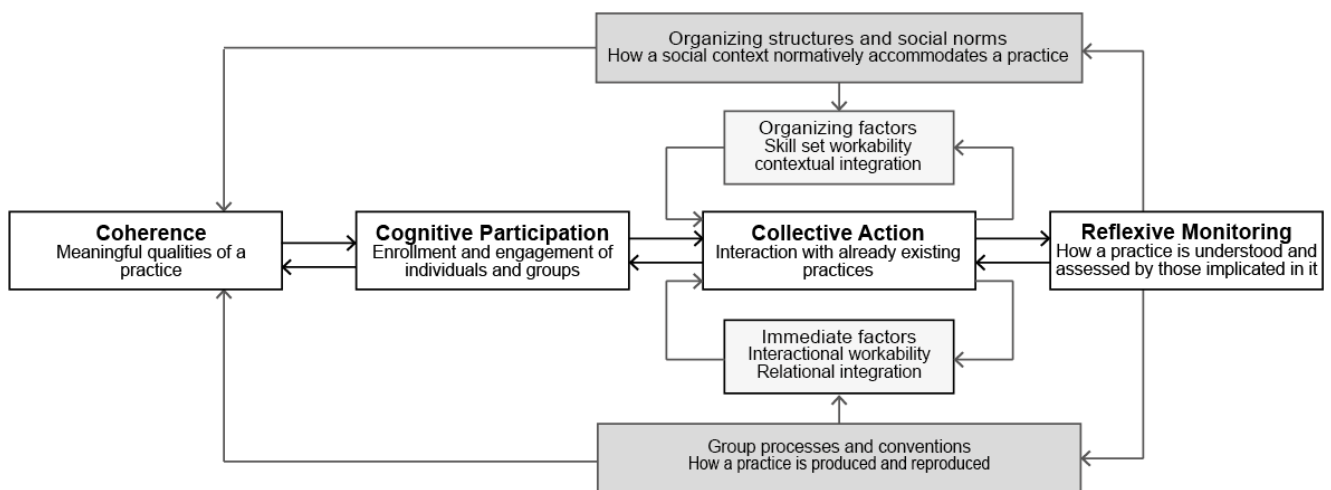 Organizing structures and social norms
How a social context normatively accommodates a practice
Organizing factors
Skill set workability
contextual integration
Coherence
Meaningful qualities of a
practice
Cognitive Participation
Enrollment and engagement of
individuals and groups
Collective Action
Interaction with already existing
practices
Reflexive Monitoring
How a practice is understood and
assessed by those implicated in it
Immediate factors
Interactional workability
Relational integration
Group processes and conventions
How a practice is produced and reproduced